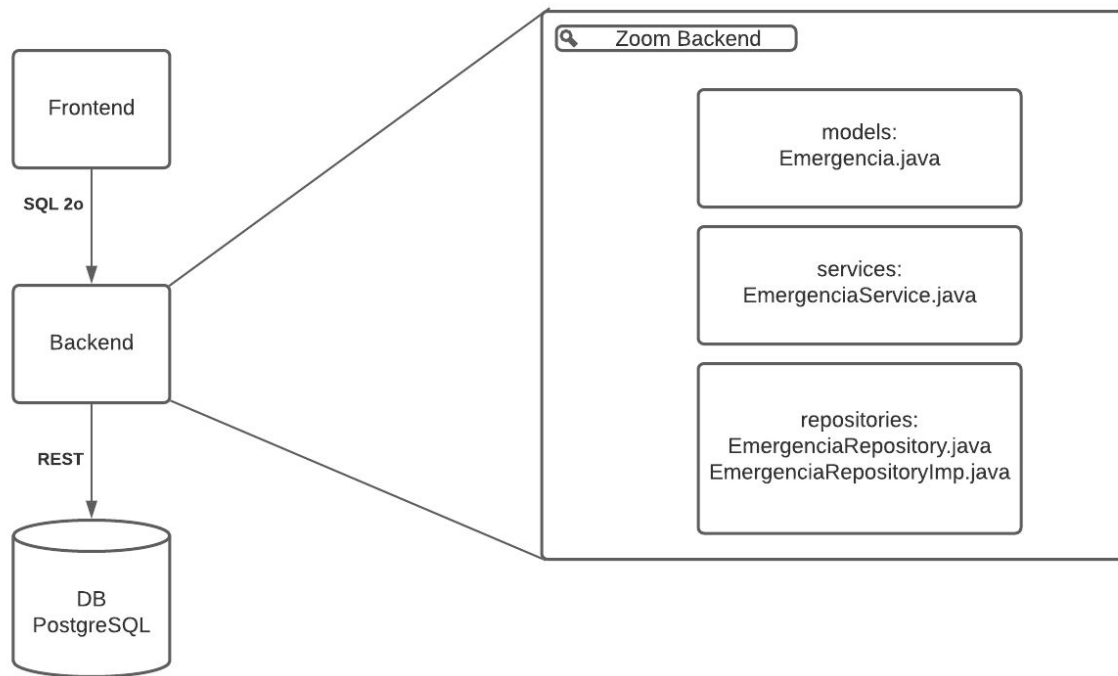 Zoom Backend
Frontend
models:
Emergencia.java
SQL 2o
services:
EmergenciaService.java
Backend
repositories:
EmergenciaRepository.java
EmergenciaRepositoryImp.java
REST
DB
PostgreSQL